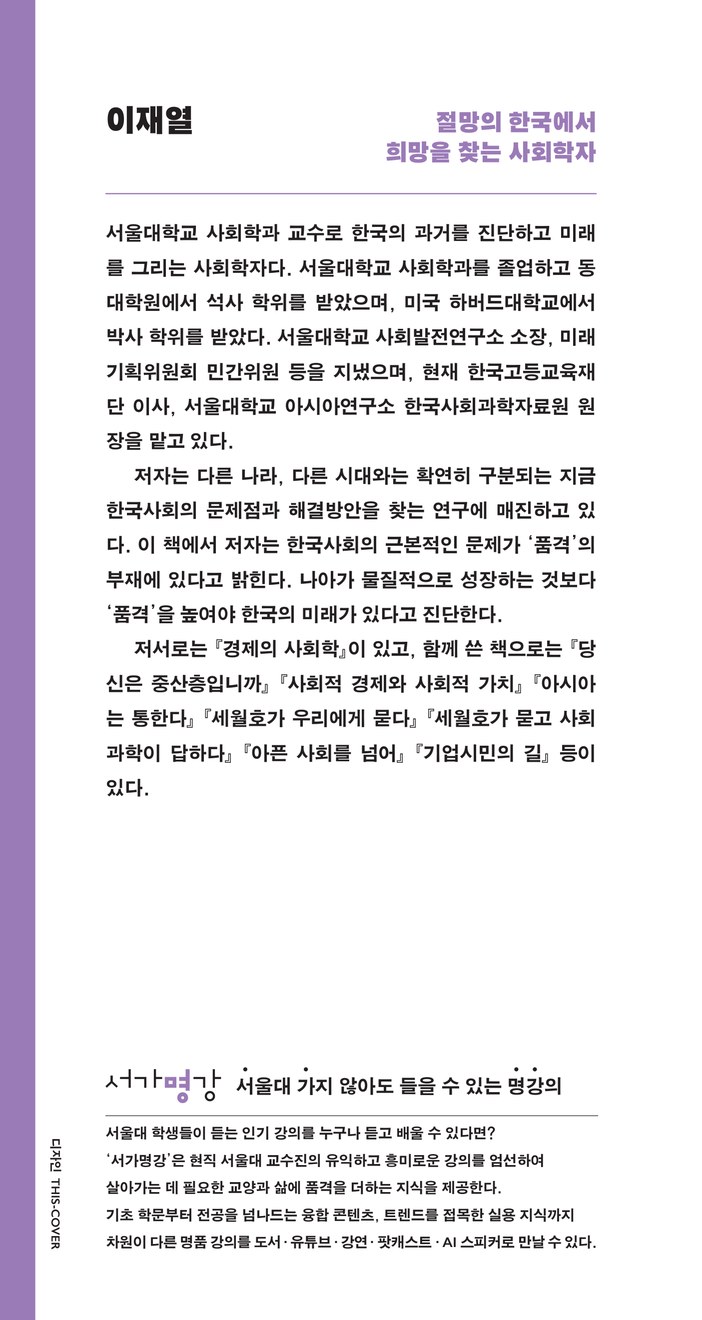 이재열
절망의 한국에서
희망을 찾는 사회학자
서울대학교 사회학과 교수로 한국의 과거를 진단하고 미래
를 그리는 사회학자다. 서울대학교 사회학과를 졸업하고 동
대학원에서 석사 학위를 받았으며, 미국 하버드대학교에서
박사 학위를 받았다. 서울대학교 사회발전연구소 소장, 미래
기획위원회 민간위원 등을 지냈으며, 현재 한국고등교육재
단 이사, 서울대학교 아시아연구소 한국사회과학자료원 원
장을 맡고 있다.
저자는 다른 나라, 다른 시대와는 확연히 구분되는 지금
한국사회의 문제점과 해결방안을 찾는 연구에 매진하고 있
다. 이 책에서 저자는 한국사회의 근본적인 문제가 ‘품격’의
부재에 있다고 밝힌다. 나아가 물질적으로 성장하는 것보다
‘품격’을 높여야 한국의 미래가 있다고 진단한다.
저서로는 『경제의 사회학』이 있고, 함께 쓴 책으로는 『당
신은 중산층입니까』 『사회적 경제와 사회적 가치』 『아시아
는 통한다』 『세월호가 우리에게 묻다』 『세월호가 묻고 사회
과학이 답하다』 『아픈 사회를 넘어』 『기업시민의 길』 등이
있다.
서가명강 서울대 가지 않아도 들을 수 있는 명강의
서울대 학생들이 듣는 인기 강의를 누구나 듣고 배울 수 있다면?
‘서가명강’은 현직 서울대 교수진의 유익하고 흥미로운 강의를 엄선하여
살아가는 데 필요한 교양과 삶에 품격을 더하는 지식을 제공한다.
기초 학문부터 전공을 넘나드는 융합 콘텐츠, 트렌드를 접목한 실용 지식까지
차원이 다른 명품 강의를 도서·유튜브·강연·팟캐스트·AI 스피커로 만날 수 있다.
디자인 THIS-COVER